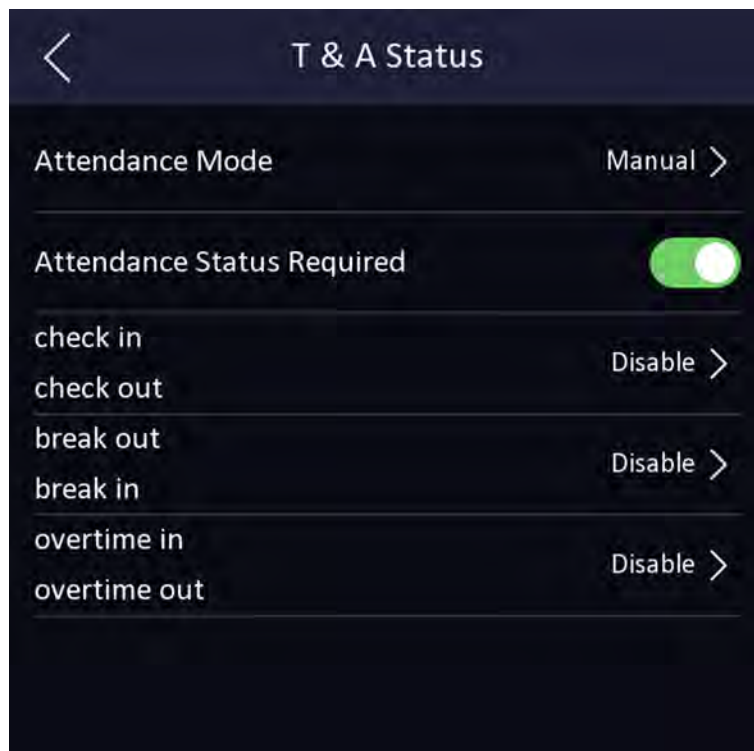 T & A Status
Attendance Mode Manual
Attendance Status Required
check in
check out
Disable
break out
break in
Disable
overtime in
overtime out
Disable